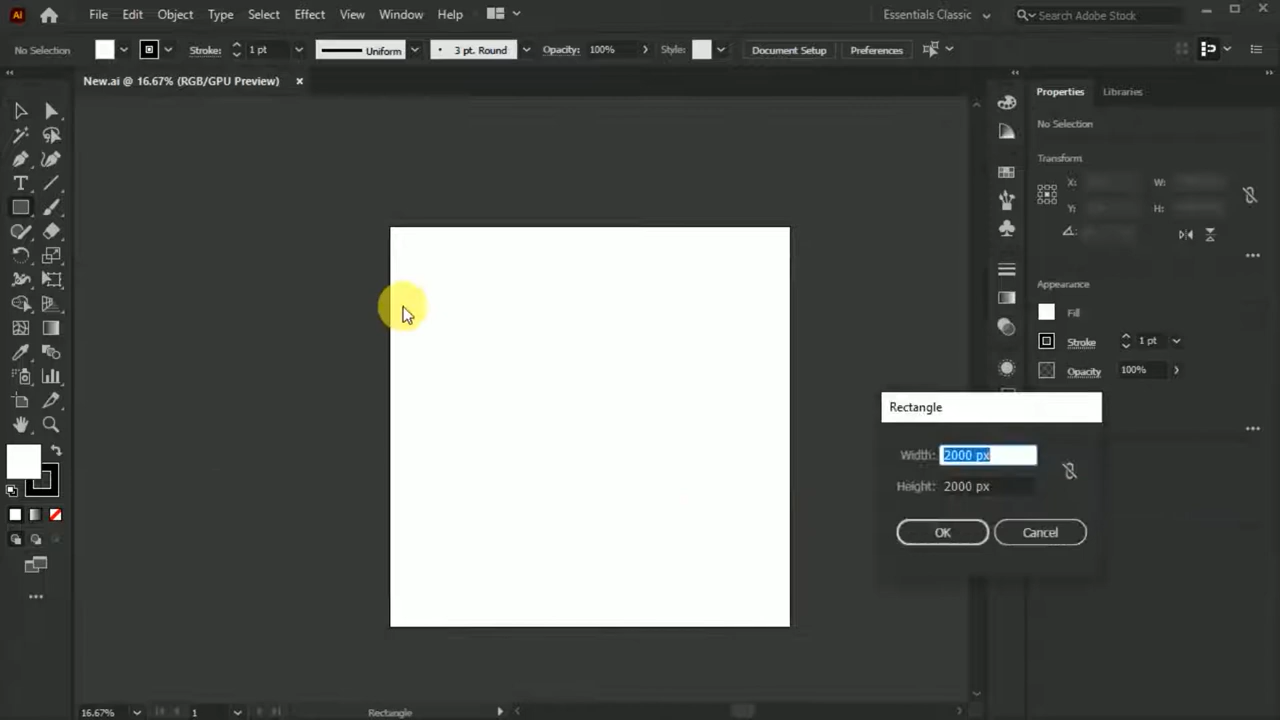 Ai File Edit Object Type Select Effect View Window Help Essentials Classic Search Adobe Stock
No Selection Stroke: 1 pt Uniform 3 pt. Round Opacity: 100% Style: Document Setup Preferences
New.ai @ 16.67% (RGB/GPU Preview)
Properties Libraries
No Selection
Transform
X: W:
Y: H:
Appearance
Fill
Stroke 1 pt
Opacity 100%
Rectangle
Width: 2000 px
Height: 2000 px
OK Cancel
16.67% 1 Rectangle